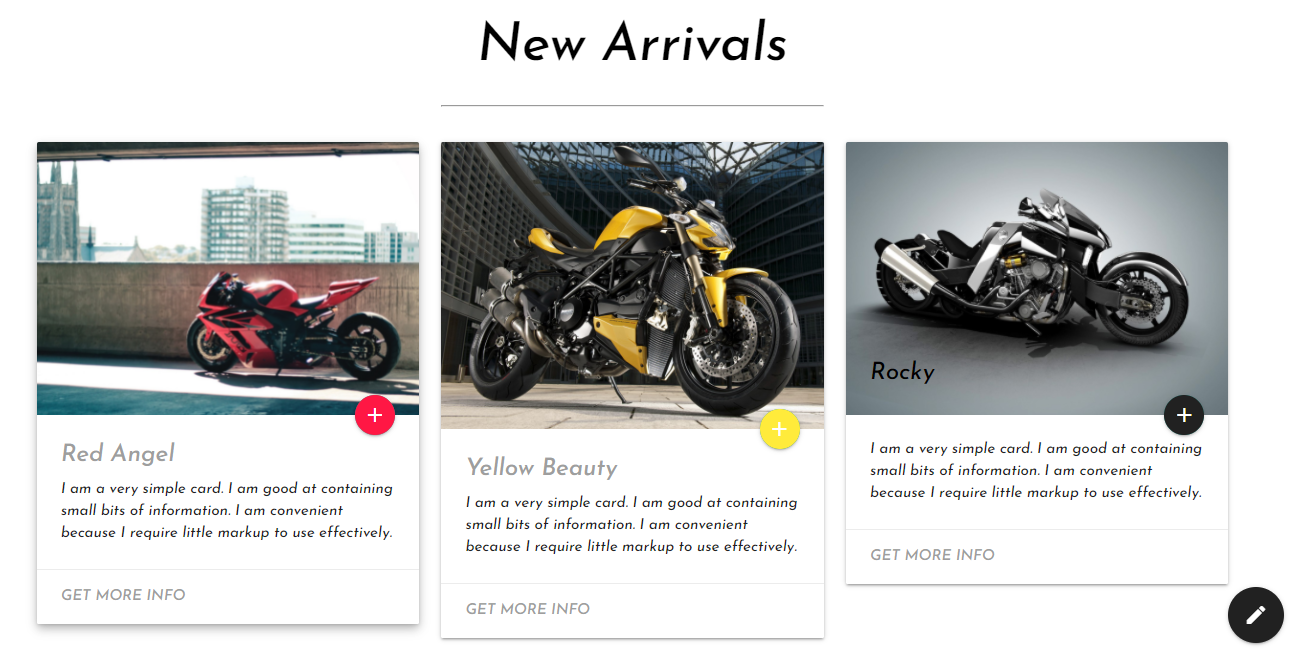 New Arrivals
Red Angel
I am a very simple card. I am good at containing
small bits of information. I am convenient
because I require little markup to use effectively.
GET MORE INFO
Yellow Beauty
I am a very simple card. I am good at containing
small bits of information. I am convenient
because I require little markup to use effectively.
GET MORE INFO
Rocky
I am a very simple card. I am good at containing
small bits of information. I am convenient
because I require little markup to use effectively.
GET MORE INFO